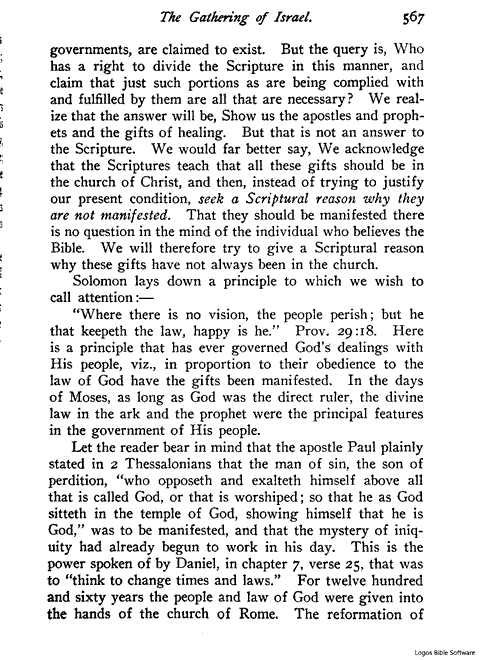 The Gathering of Israel. 567
governments, are claimed to exist. But the query is, Who
has a right to divide the Scripture in this manner, and
claim that just such portions as are being complied with
and fulfilled by them are all that are necessary? We real-
ize that the answer will be, Show us the apostles and proph-
ets and the gifts of healing. But that is not an answer to
the Scripture. We would far better say, We acknowledge
that the Scriptures teach that all these gifts should be in
the church of Christ, and then, instead of trying to justify
our present condition, seek a Scriptural reason why they
are not manifested. That they should be manifested there
is no question in the mind of the individual who believes the
Bible. We will therefore try to give a Scriptural reason
why these gifts have not always been in the church.
Solomon lays down a principle to which we wish to
call attention:—
"Where there is no vision, the people perish; but he
that keepeth the law, happy is he." Prov. 29:18. Here
is a principle that has ever governed God's dealings with
His people, viz., in proportion to their obedience to the
law of God have the gifts been manifested. In the days
of Moses, as long as God was the direct ruler, the divine
law in the ark and the prophet were the principal features
in the government of His people.
Let the reader bear in mind that the apostle Paul plainly
stated in 2 Thessalonians that the man of sin, the son of
perdition, "who opposeth and exalteth himself above all
that is called God, or that is worshiped; so that he as God
sitteth in the temple of God, showing himself that he is
God," was to be manifested, and that the mystery of iniq-
uity had already begun to work in his day. This is the
power spoken of by Daniel, in chapter 7, verse 25, that was
to "think to change times and laws." For twelve hundred
and sixty years the people and law of God were given into
the hands of the church of Rome. The reformation of
Logos Bible Software